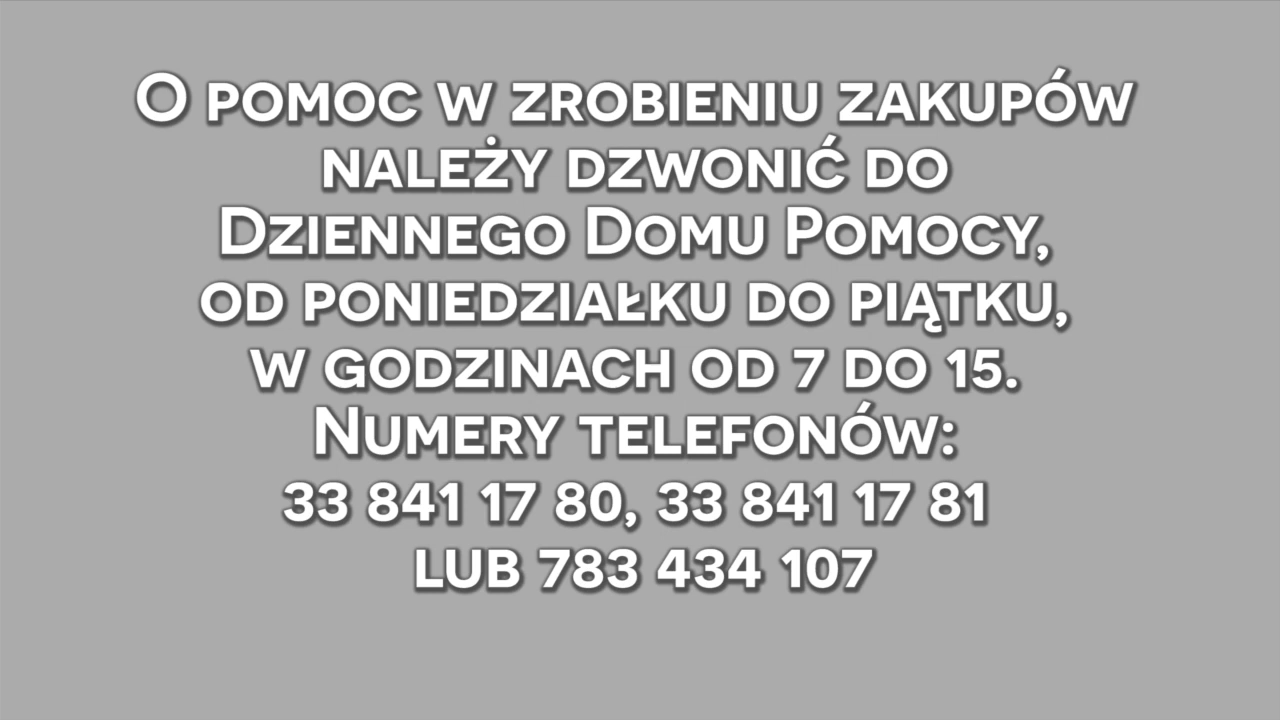 O POMOC W ZROBIENIU ZAKUPÓW
NALEŻY DZWONIĆ DO
DZIENNEGO DOMU POMOCY,
OD PONIEDZIAŁKU DO PIĄTKU,
W GODZINACH OD 7 DO 15.
NUMERY TELEFONÓW:
33 841 17 80, 33 841 17 81
LUB 783 434 107